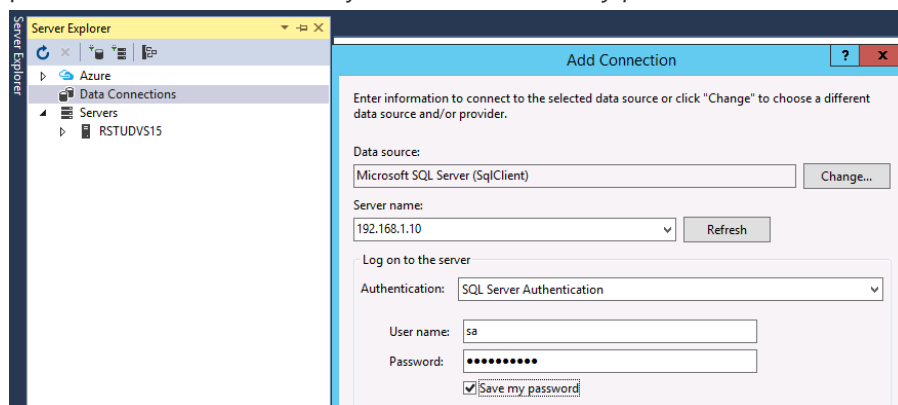 Server Explorer
Server Explorer
Azure
Data Connections
Servers
RSTUDVS15
Add Connection
?
x
Enter information to connect to the selected data source or click "Change" to choose a different
data source and/or provider.
Data source:
Microsoft SQL Server (SqlClient)
Change...
Server name:
192.168.1.10
Refresh
Log on to the server
Authentication:
SQL Server Authentication
User name:
sa
Password:
●●●●●●●●●●
Save my password